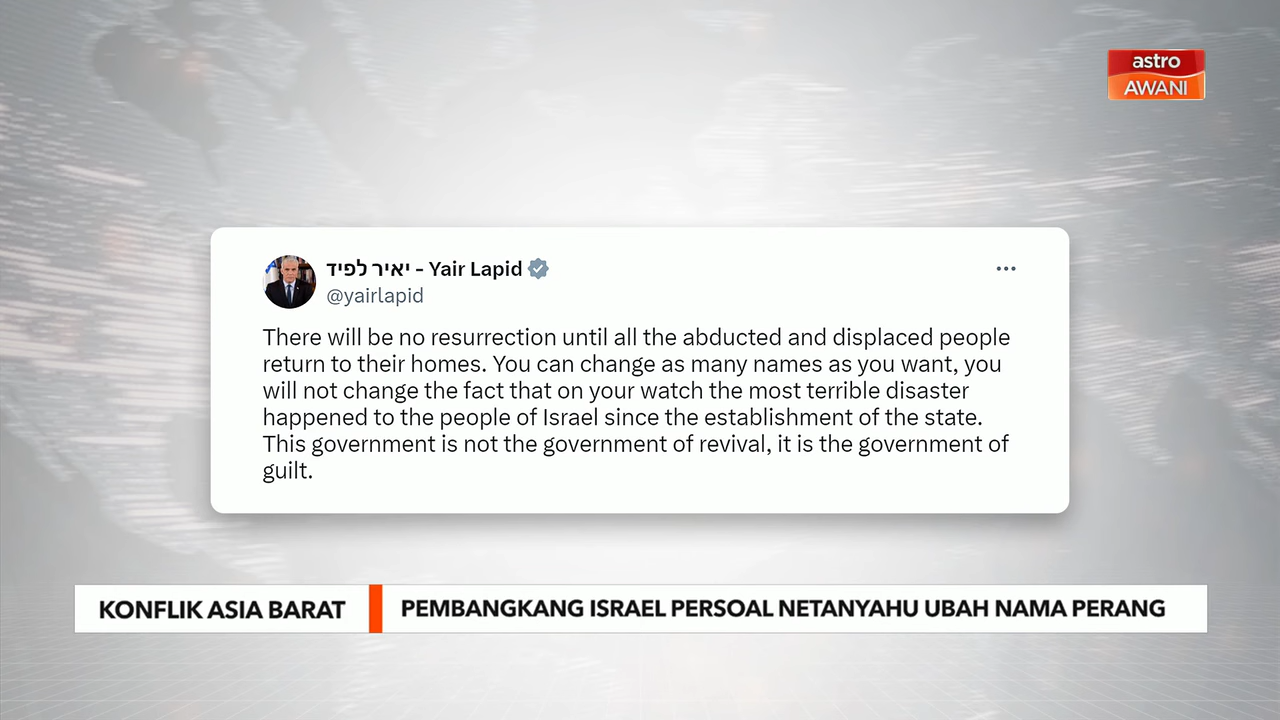 astro
AWANI
יאיר לפיד - Yair Lapid
@yairlapid
There will be no resurrection until all the abducted and displaced people
return to their homes. You can change as many names as you want, you
will not change the fact that on your watch the most terrible disaster
happened to the people of Israel since the establishment of the state.
This government is not the government of revival, it is the government of
guilt.
KONFLIK ASIA BARAT
PEMBANGKANG ISRAEL PERSOAL NETANYAHU UBAH NAMA PERANG